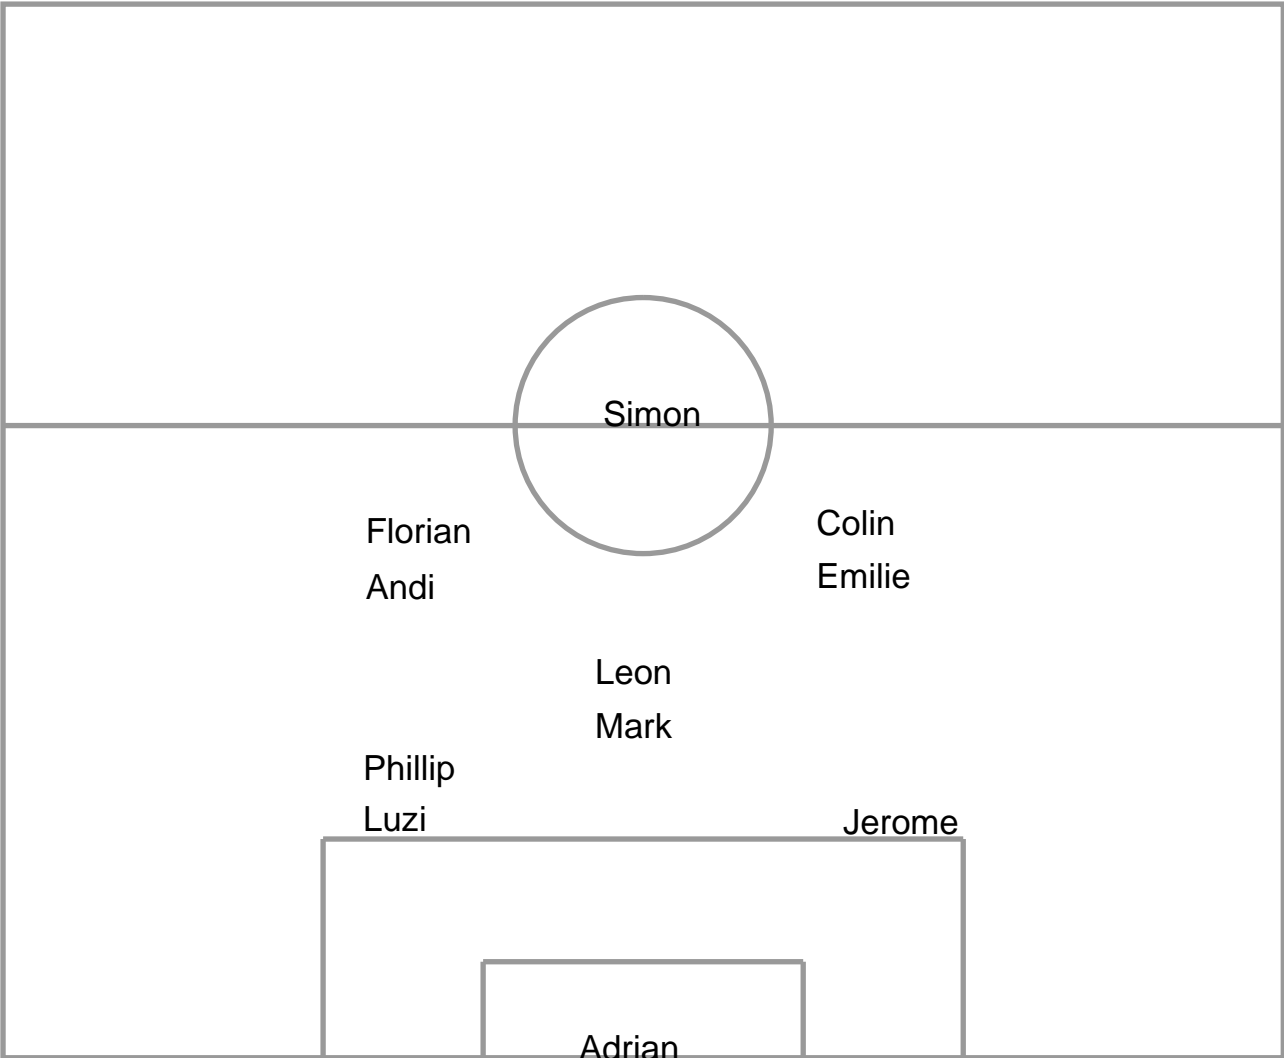 Simon
Florian
Colin
Andi
Emilie
Leon
Mark
Phillip
Luzi
Jerome
Adrian